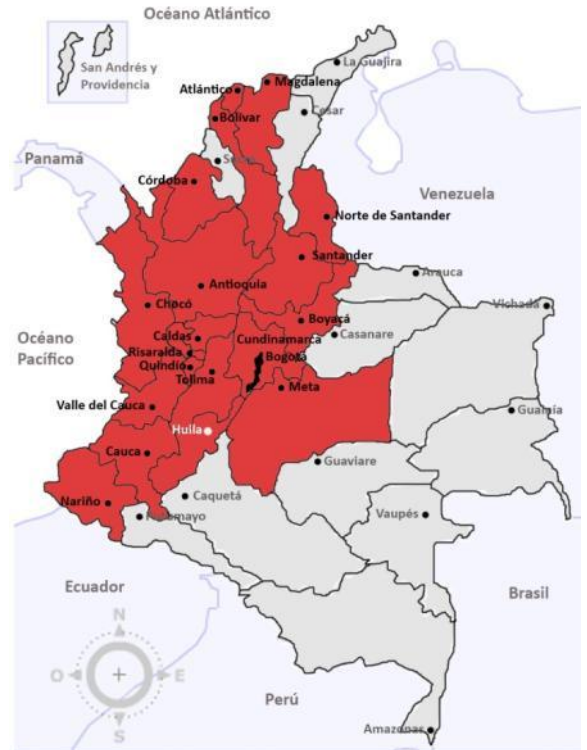 Océano Atlántico
San Andrés y
Providencia
La Guajira
Magdalena
Atlántico
Cesar
Bolívar
Sucre
Panamá
Córdoba
Venezuela
Norte de Santander
Santander
Arauca
Antioquia
Chocó
Vichada
Boyacá
Océano
Pacífico
Caldas
Cundinamarca
Casanare
Risaralda
Bogotá
Quindío
Tolima
Meta
Valle del Cauca
Guainía
Huila
Cauca
Guaviare
Caquetá
Nariño
Putumayo
Vaupés
Ecuador
Brasil
N
O
E
S
Perú
Amazonas